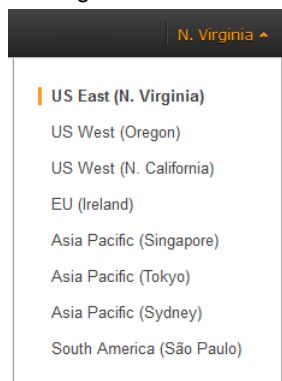 N. Virginia
US East (N. Virginia)
US West (Oregon)
US West (N. California)
EU (Ireland)
Asia Pacific (Singapore)
Asia Pacific (Tokyo)
Asia Pacific (Sydney)
South America (São Paulo)